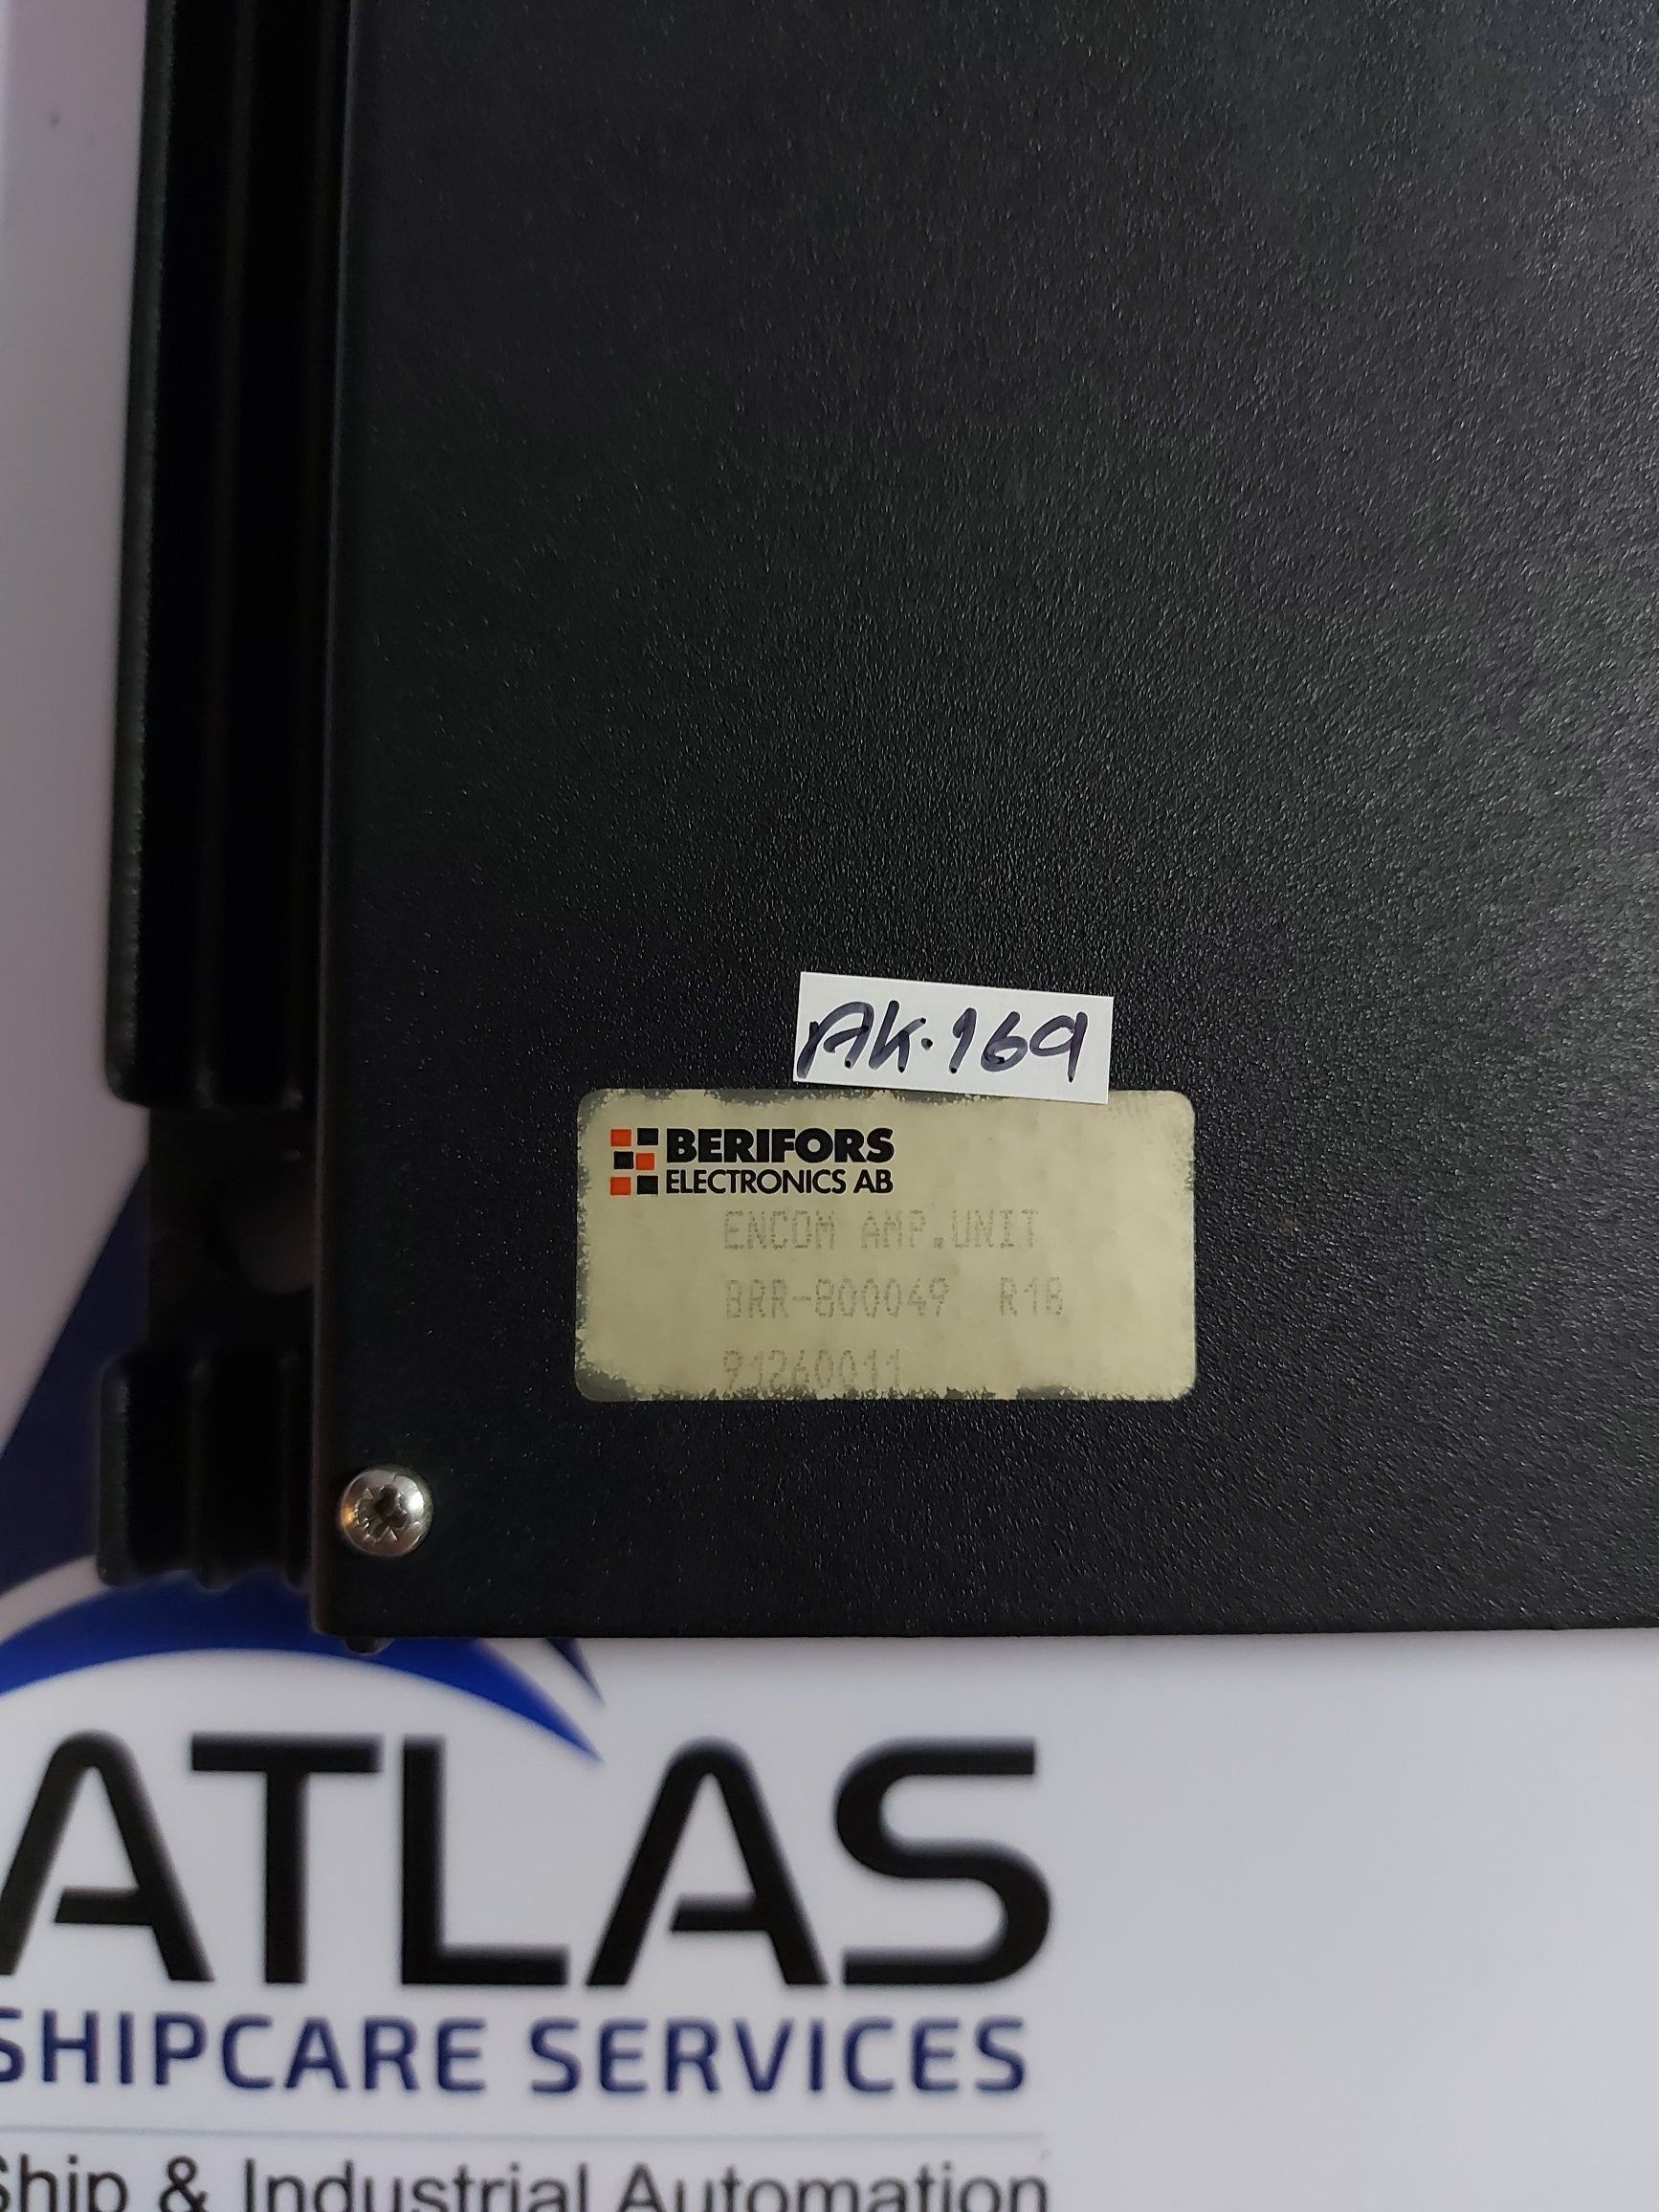 AK.169
BERIFORS
ELECTRONICS AB
ENCOM AMP.UNIT
BRR-800049 R18
91260011
ATLAS
SHIPCARE SERVICES
Ship & Industrial Automation